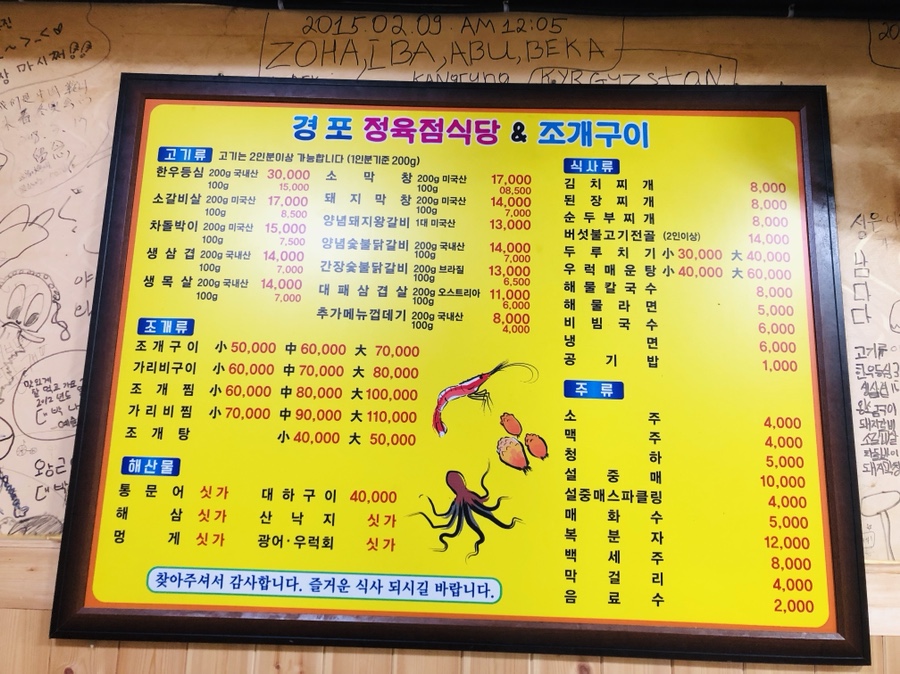 2015.02.09. AM 12:05
ZOHA, IBA, ABU, BEKA
KYRGYZSTAN
경포 정육점식당 & 조개구이
고기류 고기는 2인분이상 가능합니다 (1인분기준 200g)
한우등심 200g 국내산 30,000
100g 15,000
소갈비살 200g 미국산 17,000
100g 8,500
차돌박이 200g 미국산 15,000
100g 7,500
생삼겹 200g 국내산 14,000
100g 7,000
생목살 200g 국내산 14,000
100g 7,000
소막창 200g 미국산 17,000
100g 08,500
돼지막창 200g 미국산 14,000
100g 7,000
양념돼지왕갈비 1대 미국산 13,000
양념숯불닭갈비 200g 국내산 14,000
100g 7,000
간장숯불닭갈비 200g 브라질 13,000
100g 6,500
대패삼겹살 200g 오스트리아 11,000
100g 6,000
추가메뉴껍데기 200g 국내산 8,000
100g 4,000
조개류
조개구이 小 50,000 中 60,000 大 70,000
가리비구이 小 60,000 中 70,000 大 80,000
조개찜 小 60,000 中 80,000 大 100,000
가리비찜 小 70,000 中 90,000 大 110,000
조개탕 小 40,000 大 50,000
해산물
통문어 싯가 대하구이 40,000
해삼 싯가 산낙지 싯가
멍게 싯가 광어·우럭회 싯가
찾아주셔서 감사합니다. 즐거운 식사 되시길 바랍니다.
식사류
김치찌개 8,000
된장찌개 8,000
순두부찌개 8,000
버섯불고기전골 (2인이상) 14,000
두루치기 小 30,000 大 40,000
우럭매운탕 小 40,000 大 60,000
해물칼국수 8,000
해물라면 5,000
비빔국수 6,000
냉면 6,000
공기밥 1,000
주류
소주 4,000
맥주 4,000
청하 5,000
설중매 10,000
설중매스파클링 4,000
매화수 5,000
복분자 12,000
백세주 8,000
막걸리 4,000
음료수 2,000